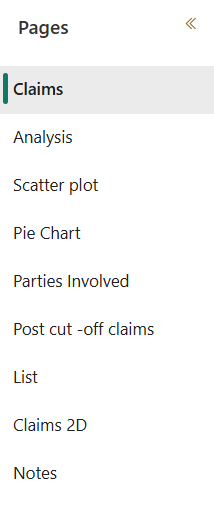 Pages
Claims
Analysis
Scatter plot
Pie Chart
Parties Involved
Post cut -off claims
List
Claims 2D
Notes